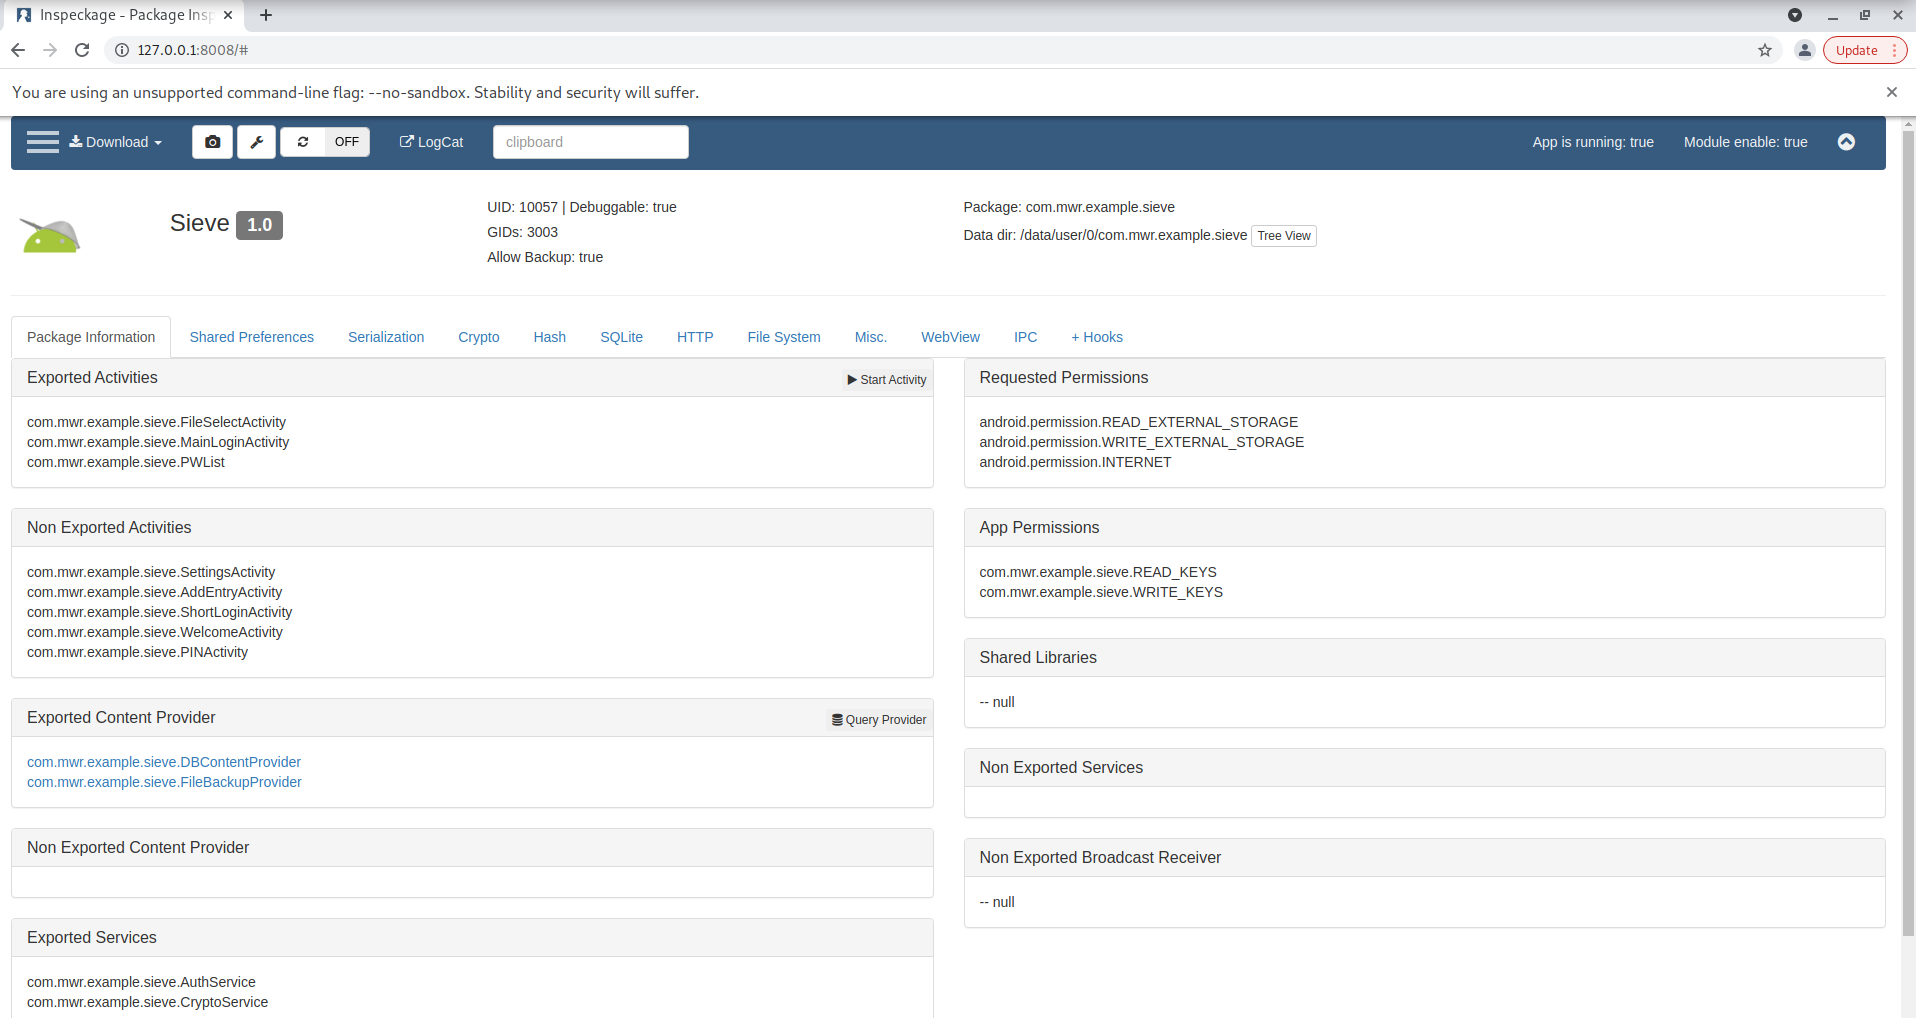 Inspeckage - Package Insp
127.0.0.1:8008/#
Update
You are using an unsupported command-line flag: --no-sandbox. Stability and security will suffer.
Download
OFF
LogCat
clipboard
App is running: true
Module enable: true
Sieve 1.0
UID: 10057 | Debuggable: true
GIDs: 3003
Allow Backup: true
Package: com.mwr.example.sieve
Data dir: /data/user/0/com.mwr.example.sieve Tree View
Package Information
Shared Preferences
Serialization
Crypto
Hash
SQLite
HTTP
File System
Misc.
WebView
IPC
+ Hooks
Exported Activities
Start Activity
com.mwr.example.sieve.FileSelectActivity
com.mwr.example.sieve.MainLoginActivity
com.mwr.example.sieve.PWList
Non Exported Activities
com.mwr.example.sieve.SettingsActivity
com.mwr.example.sieve.AddEntryActivity
com.mwr.example.sieve.ShortLoginActivity
com.mwr.example.sieve.WelcomeActivity
com.mwr.example.sieve.PINActivity
Exported Content Provider
Query Provider
com.mwr.example.sieve.DBContentProvider
com.mwr.example.sieve.FileBackupProvider
Non Exported Content Provider
Exported Services
com.mwr.example.sieve.AuthService
com.mwr.example.sieve.CryptoService
Requested Permissions
android.permission.READ_EXTERNAL_STORAGE
android.permission.WRITE_EXTERNAL_STORAGE
android.permission.INTERNET
App Permissions
com.mwr.example.sieve.READ_KEYS
com.mwr.example.sieve.WRITE_KEYS
Shared Libraries
-- null
Non Exported Services
Non Exported Broadcast Receiver
-- null